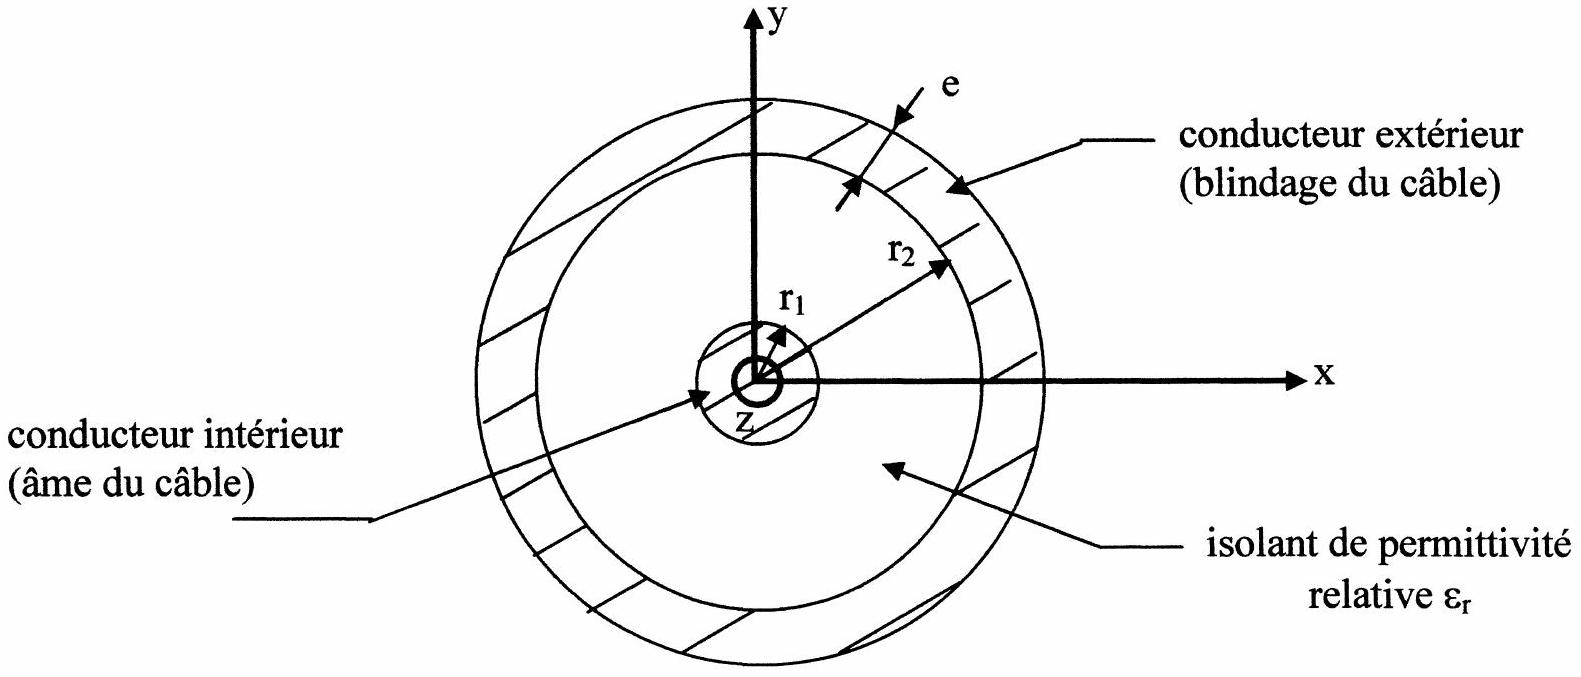 y
e
conducteur extérieur
(blindage du câble)
r₂
r₁
x
z
conducteur intérieur
(âme du câble)
isolant de permittivité
relative εᵣ